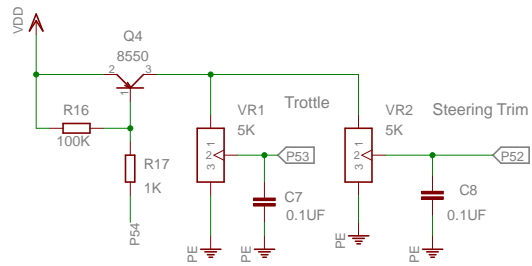 VDD
Q4
8550
2
3
1
R16
100K
R17
1K
P54
VR1
5K
Trottle
1
2
3
P53
C7
0.1UF
PE
PE
VR2
5K
Steering Trim
1
2
3
P52
C8
0.1UF
PE
PE